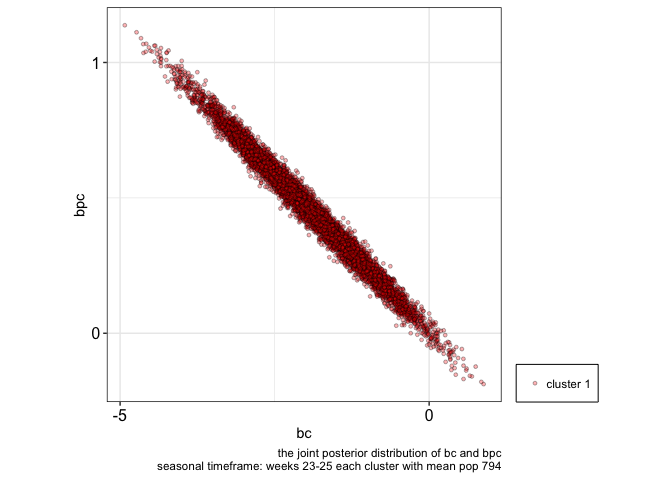 1
0
bpc
-5
0
bc
cluster 1
the joint posterior distribution of bc and bpc
seasonal timeframe: weeks 23-25 each cluster with mean pop 794